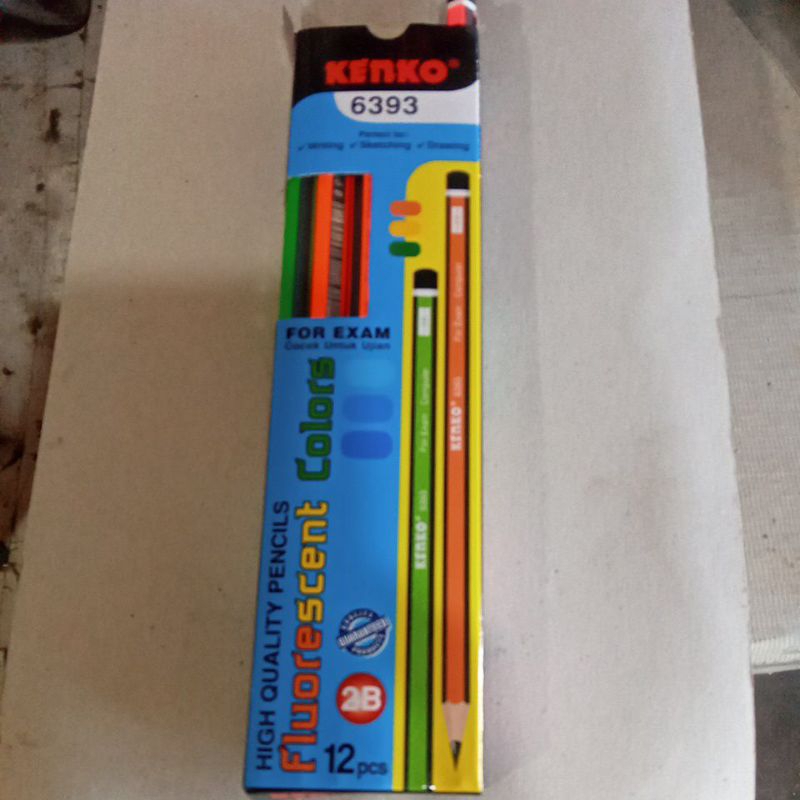 KENKO®
6393
Perfect for:
✓ Writing ✓ Sketching ✓ Drawing
FOR EXAM
Cocok Untuk Ujian
HIGH QUALITY PENCILS
Fluorescent Colors
2B
12 pcs
KENKO® 6393 For Exam Computer
KENKO® 6393 For Exam Computer